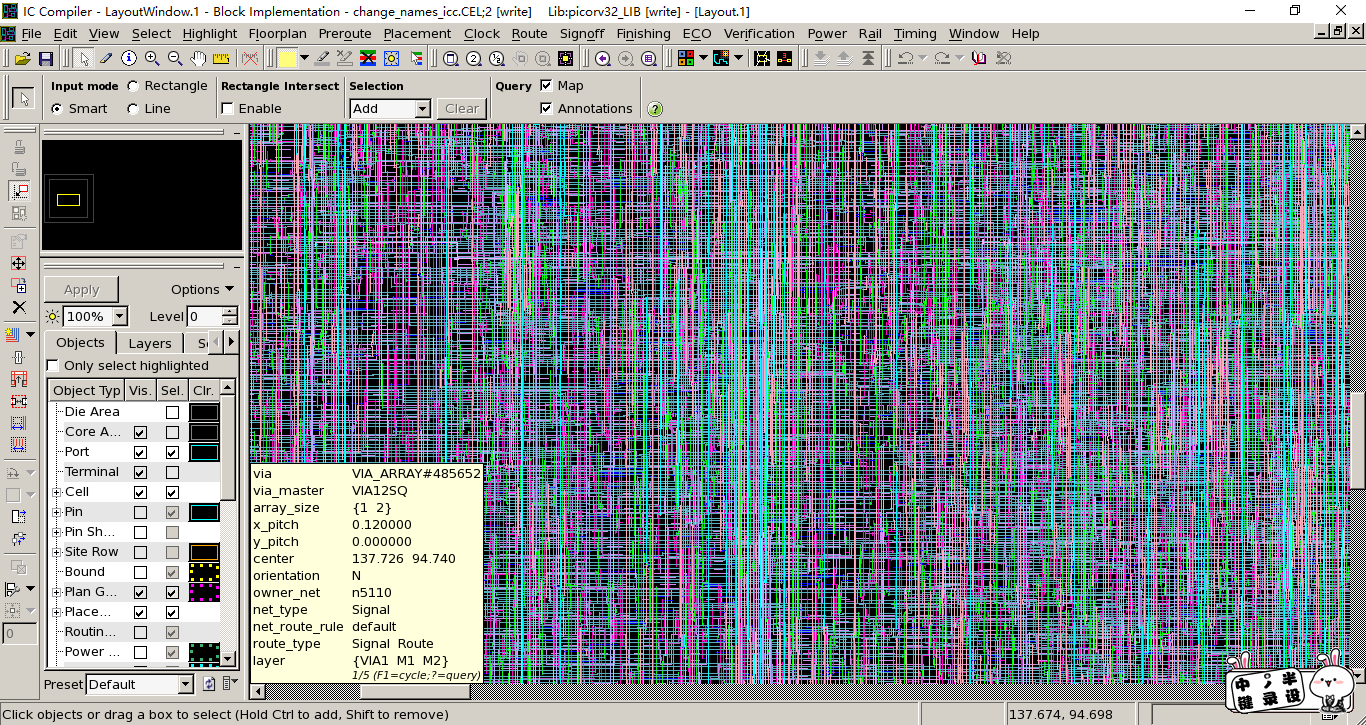 IC Compiler - LayoutWindow.1 - Block Implementation - change_names_icc.CEL;2 [write]    Lib:picorv32_LIB [write] - [Layout.1]
File Edit View Select Highlight Floorplan Preroute Placement Clock Route Signoff Finishing ECO Verification Power Rail Timing Window Help
Input mode Rectangle Rectangle Intersect Selection Query Map
Smart Line Enable Add Clear Annotations
Apply Options
100% Level 0
Objects Layers
Only select highlighted
Object Typ Vis. Sel. Clr.
Die Area
Core A...
Port
Terminal
Cell
Pin
Pin Sh...
Site Row
Bound
Plan G...
Place...
Routin...
Power ...
0
Preset Default
via VIA_ARRAY#485652
via_master VIA12SQ
array_size {1 2}
x_pitch 0.120000
y_pitch 0.000000
center 137.726 94.740
orientation N
owner_net n5110
net_type Signal
net_route_rule default
route_type Signal Route
layer {VIA1 M1 M2}
1/5 (F1=cycle;?=query)
中 半
键 录 设
Click objects or drag a box to select (Hold Ctrl to add, Shift to remove)
137.674, 94.698